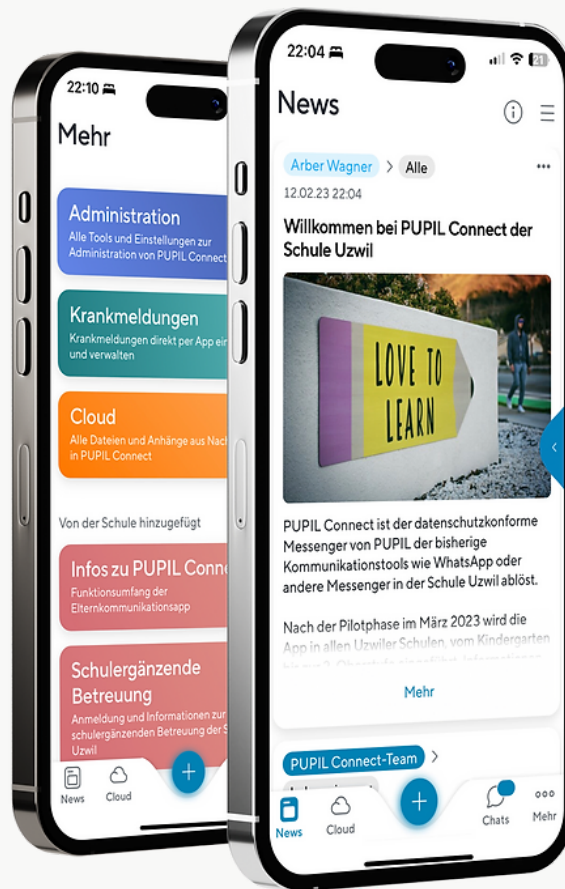 22:10
Mehr
Administration
Alle Tools und Einstellungen zur
Administration von PUPIL Connect
Krankmeldungen
Krankmeldungen direkt per App
und verwalten
Cloud
Alle Dateien und Anhänge aus
in PUPIL Connect
Von der Schule hinzugefügt
Infos zu PUPIL
Funktionsumfang der
Elternkommunikationsapp
Schulergänzende
Betreuung
Anmeldung und Informationen zur
schulergänzenden Betreuung der
Uzwil
News
Cloud
22:04
21
News
Arber Wagner > Alle
12.02.23 22:04
Willkommen bei PUPIL Connect der
Schule Uzwil
LOVE TO
LEARN
PUPIL Connect ist der datenschutzkonforme
Messenger von PUPIL der bisherige
Kommunikationstools wie WhatsApp oder
andere Messenger in der Schule Uzwil ablöst.
Nach der Pilotphase im März 2023 wird die
App in allen Uzwiler Schulen, vom Kindergarten
Mehr
PUPIL Connect-Team >
News
Cloud
Chats
Mehr